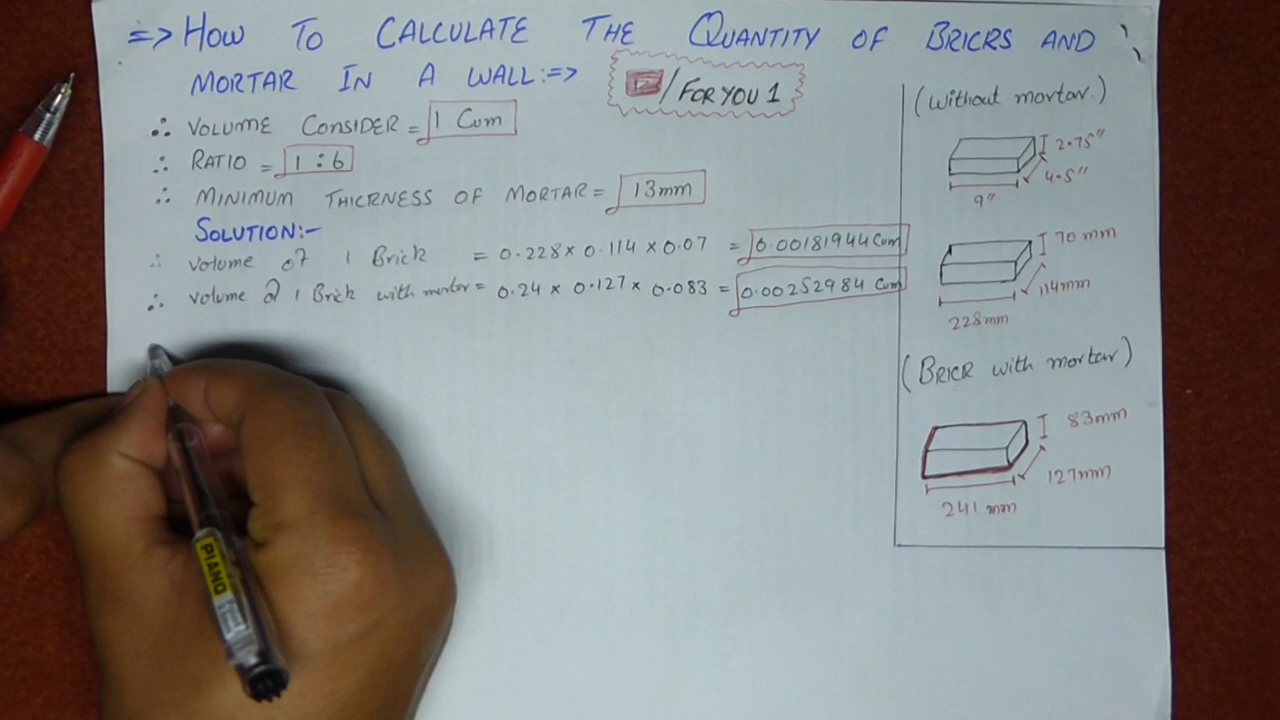 => HOW TO CALCULATE THE QUANTITY OF BRICKS AND
MORTAR IN A WALL:=>
/FOR YOU 1
∴ VOLUME CONSIDER = 1 Cum
∴ RATIO = 1:6
∴ MINIMUM THICKNESS OF MORTAR = 13mm
SOLUTION:-
∴ Volume of 1 Brick = 0.228 x 0.114 x 0.07 = 0.00181944 Cum
∴ Volume of 1 Brick with mortar = 0.24 x 0.127 x 0.083 = 0.00252984 Cum
(Without mortar.)
2.75"
4.5"
9"
70 mm
114mm
228mm
(BRICK with mortar)
83mm
127mm
241 mm
PIANO